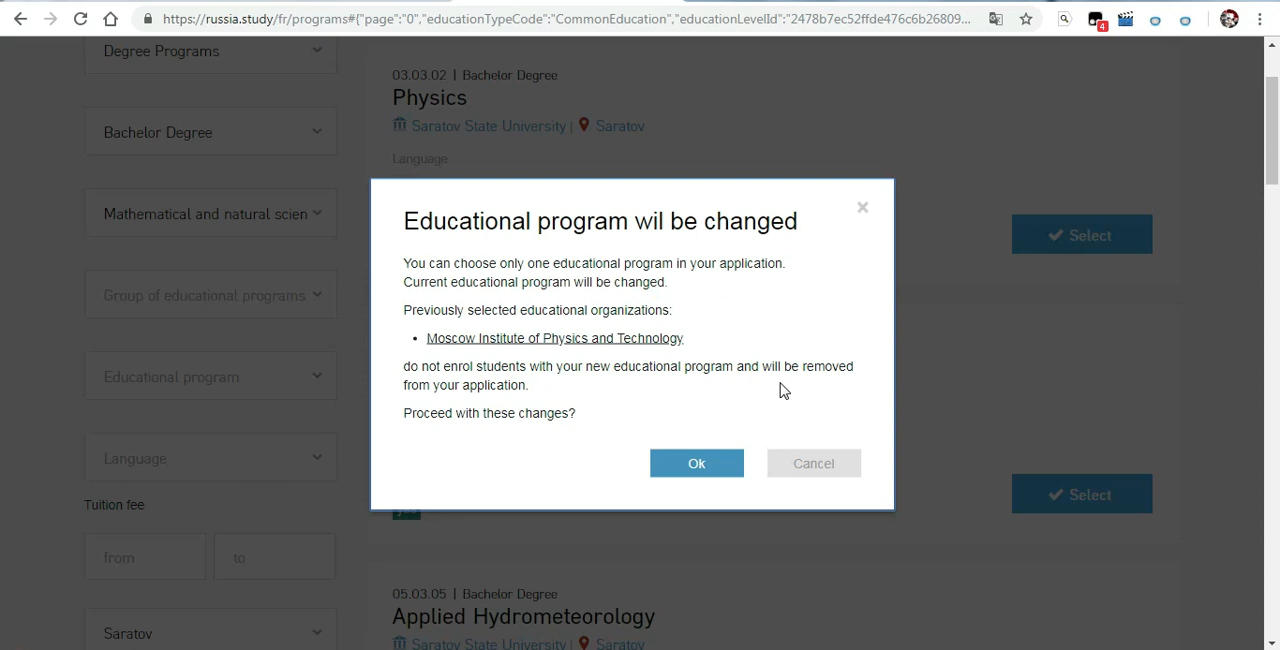 https://russia.study/fr/programs#{"page":"0","educationTypeCode":"CommonEducation","educationLevelId":"2478b7ec52ffde476c6b26809...
4
Degree Programs
Bachelor Degree
Mathematical and natural scien
Group of educational programs
Educational program
Language
Tuition fee
from
to
Saratov
03.03.02 | Bachelor Degree
Physics
Saratov State University | Saratov
Language
Select
Educational program wil be changed
You can choose only one educational program in your application.
Current educational program will be changed.
Previously selected educational organizations:
• Moscow Institute of Physics and Technology
do not enrol students with your new educational program and will be removed
from your application.
Proceed with these changes?
Ok
Cancel
Select
05.03.05 | Bachelor Degree
Applied Hydrometeorology
Saratov State University | Saratov